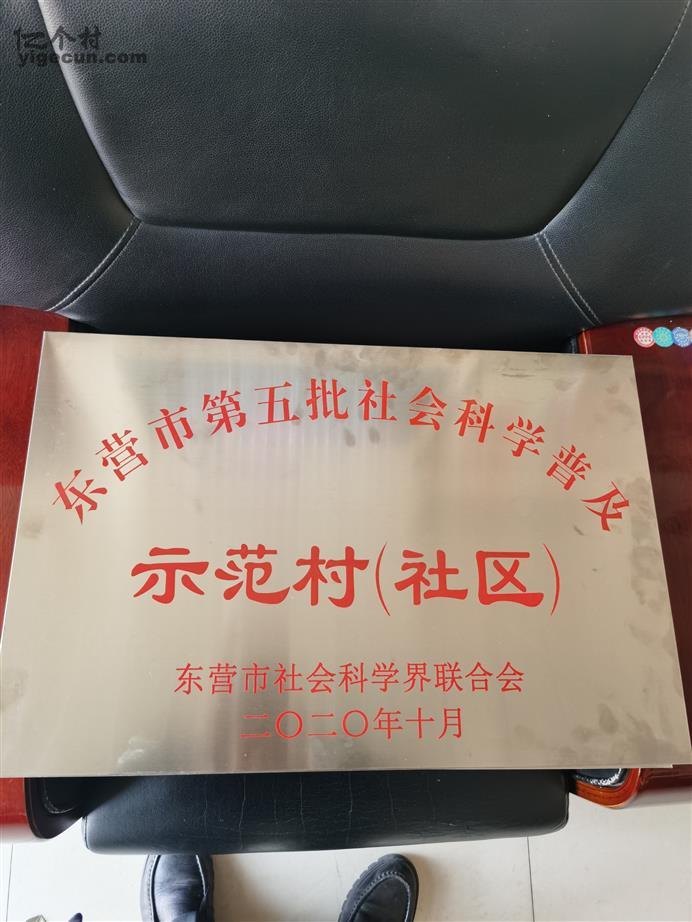 亿个村
yigecun.com
东营市第五批社会科学普及
示范村(社区)
东营市社会科学界联合会
二〇二〇年十月